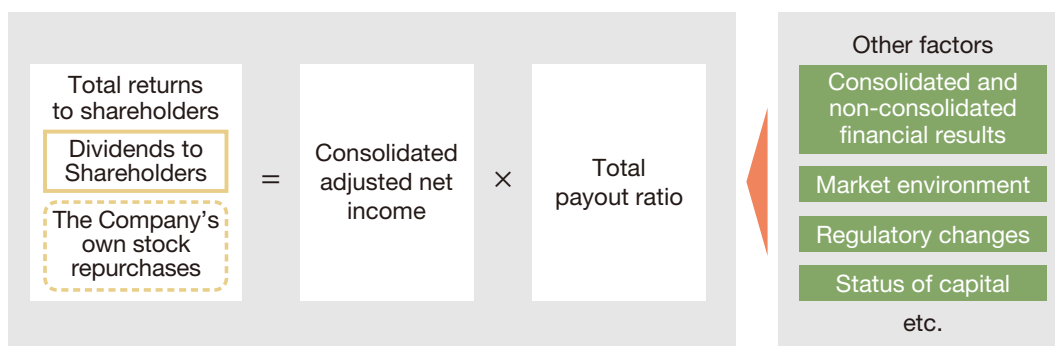 Total returns
to shareholders
Dividends to
Shareholders
The Company’s
own stock
repurchases
=
Consolidated
adjusted net
income
×
Total
payout ratio
Other factors
Consolidated and
non-consolidated
financial results
Market environment
Regulatory changes
Status of capital
etc.